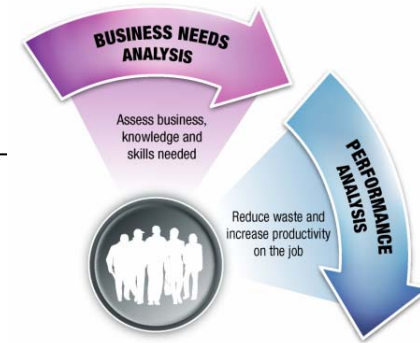 BUSINESS NEEDS
ANALYSIS
Assess business,
knowledge and
skills needed
PERFORMANCE
ANALYSIS
Reduce waste and
increase productivity
on the job